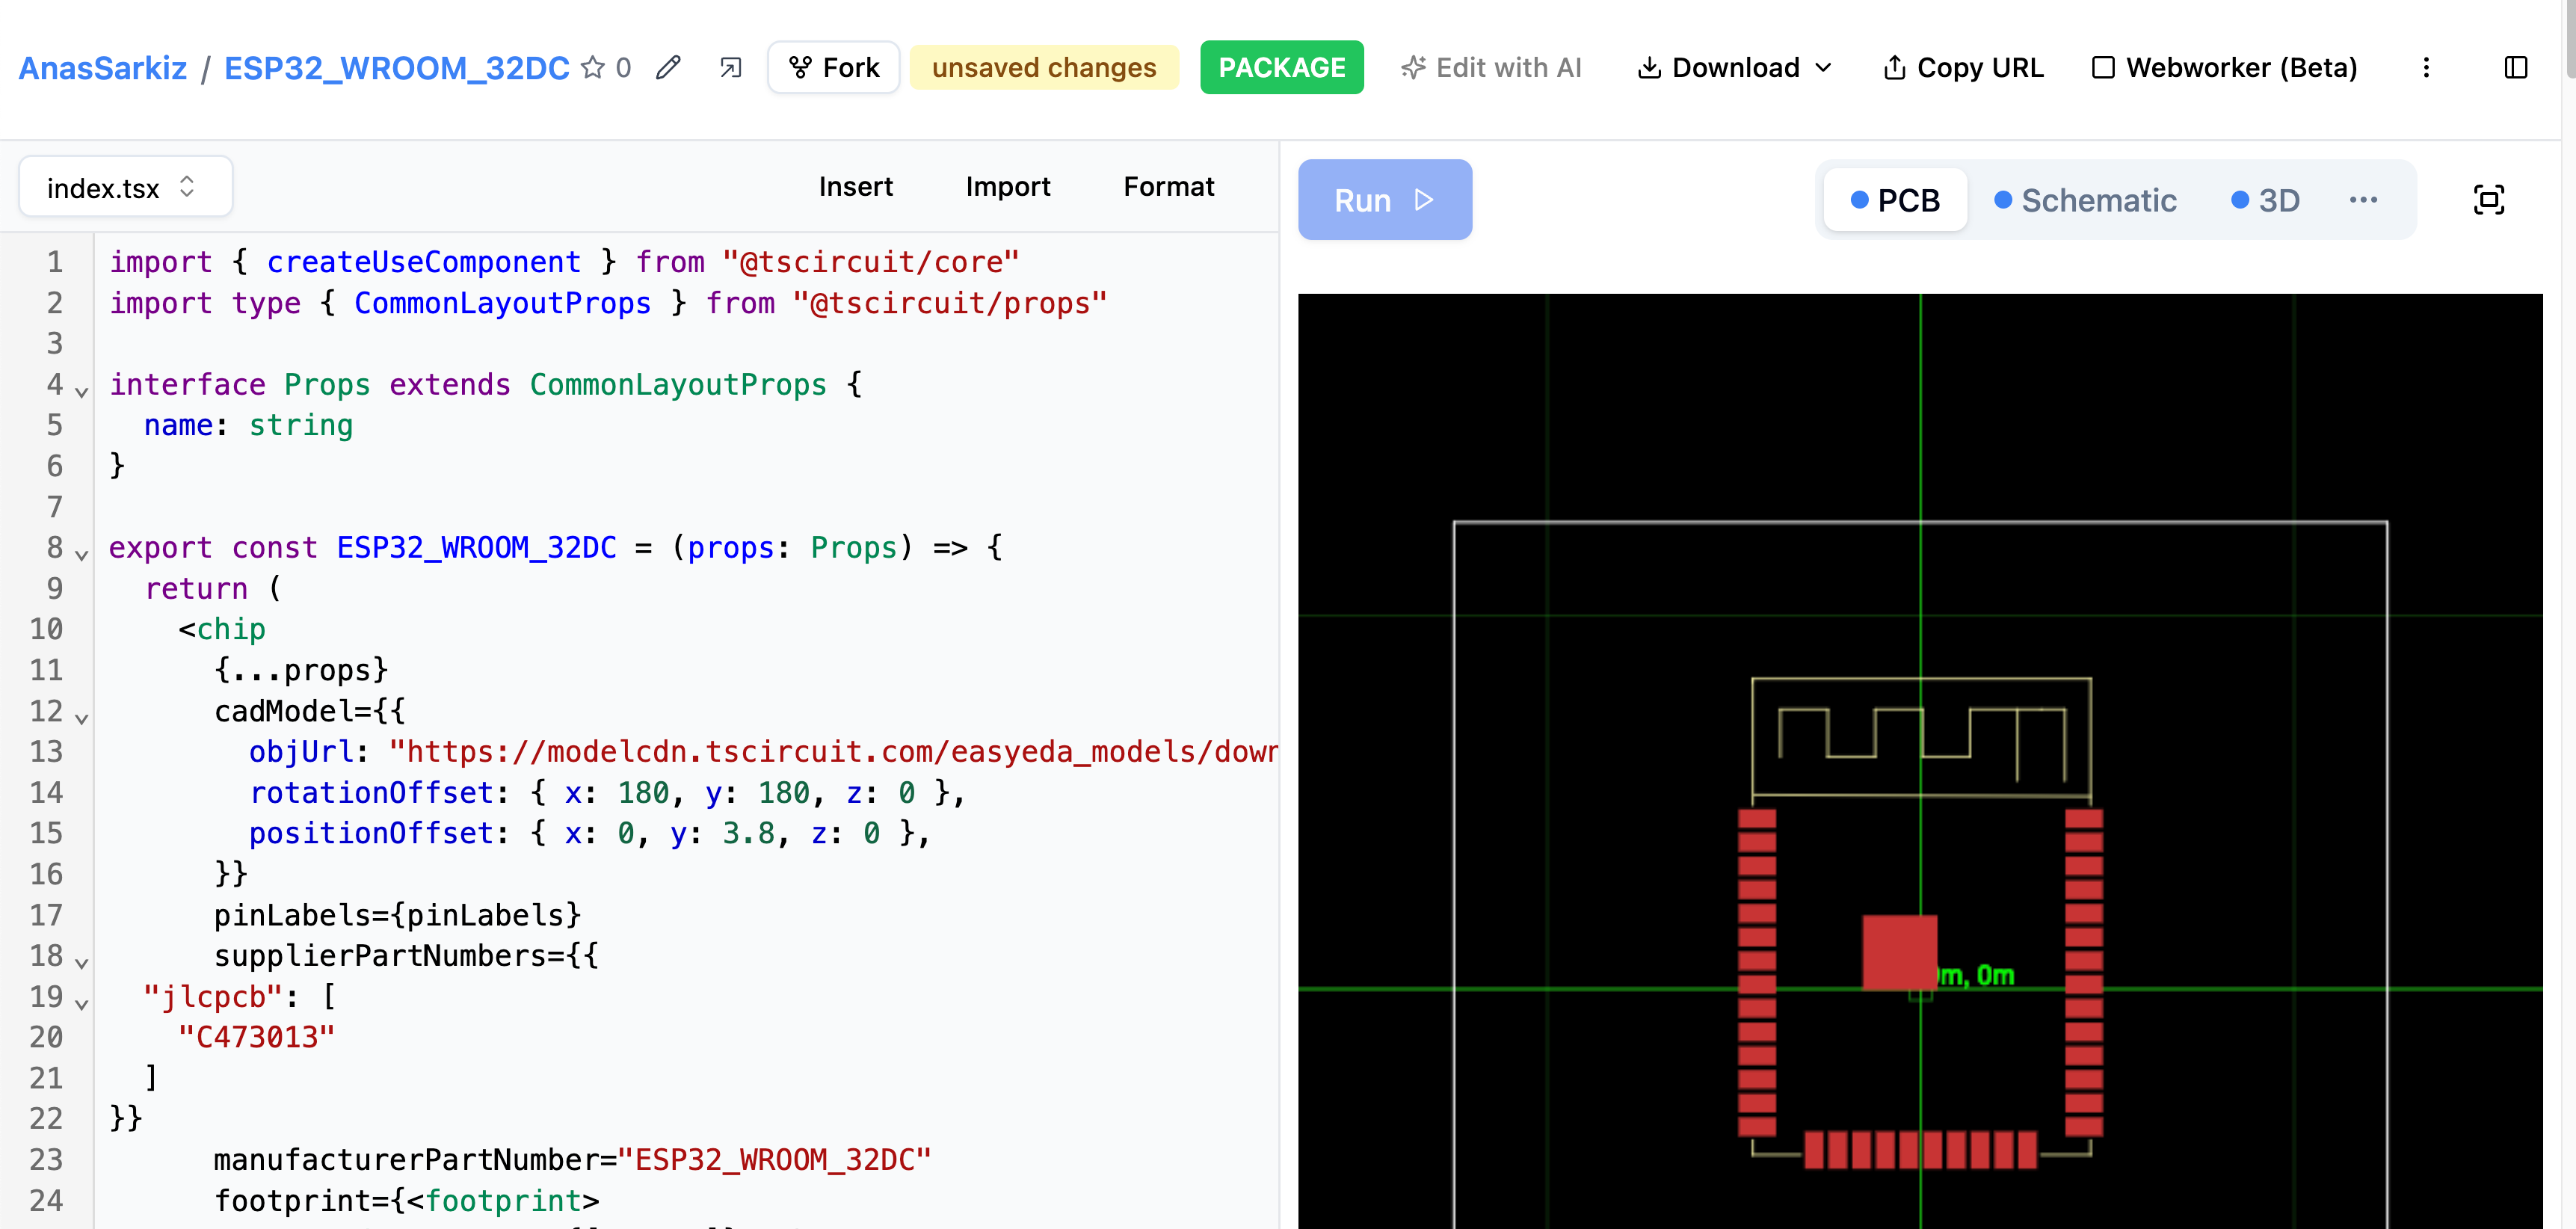 AnasSarkiz / ESP32_WROOM_32DC 0 Fork unsaved changes PACKAGE Edit with AI Download Copy URL Webworker (Beta)
index.tsx Insert Import Format
Run PCB Schematic 3D ...
1 import { createUseComponent } from "@tscircuit/core"
2 import type { CommonLayoutProps } from "@tscircuit/props"
3
4 interface Props extends CommonLayoutProps {
5   name: string
6 }
7
8 export const ESP32_WROOM_32DC = (props: Props) => {
9   return (
10     <chip
11       {...props}
12       cadModel={{
13         objUrl: "https://modelcdn.tscircuit.com/easyeda_models/dow
14         rotationOffset: { x: 180, y: 180, z: 0 },
15         positionOffset: { x: 0, y: 3.8, z: 0 },
16       }}
17       pinLabels={pinLabels}
18       supplierPartNumbers={{
19   "jlcpcb": [
20     "C473013"
21   ]
22 }}
23       manufacturerPartNumber="ESP32_WROOM_32DC"
24       footprint={<footprint>
0m, 0m